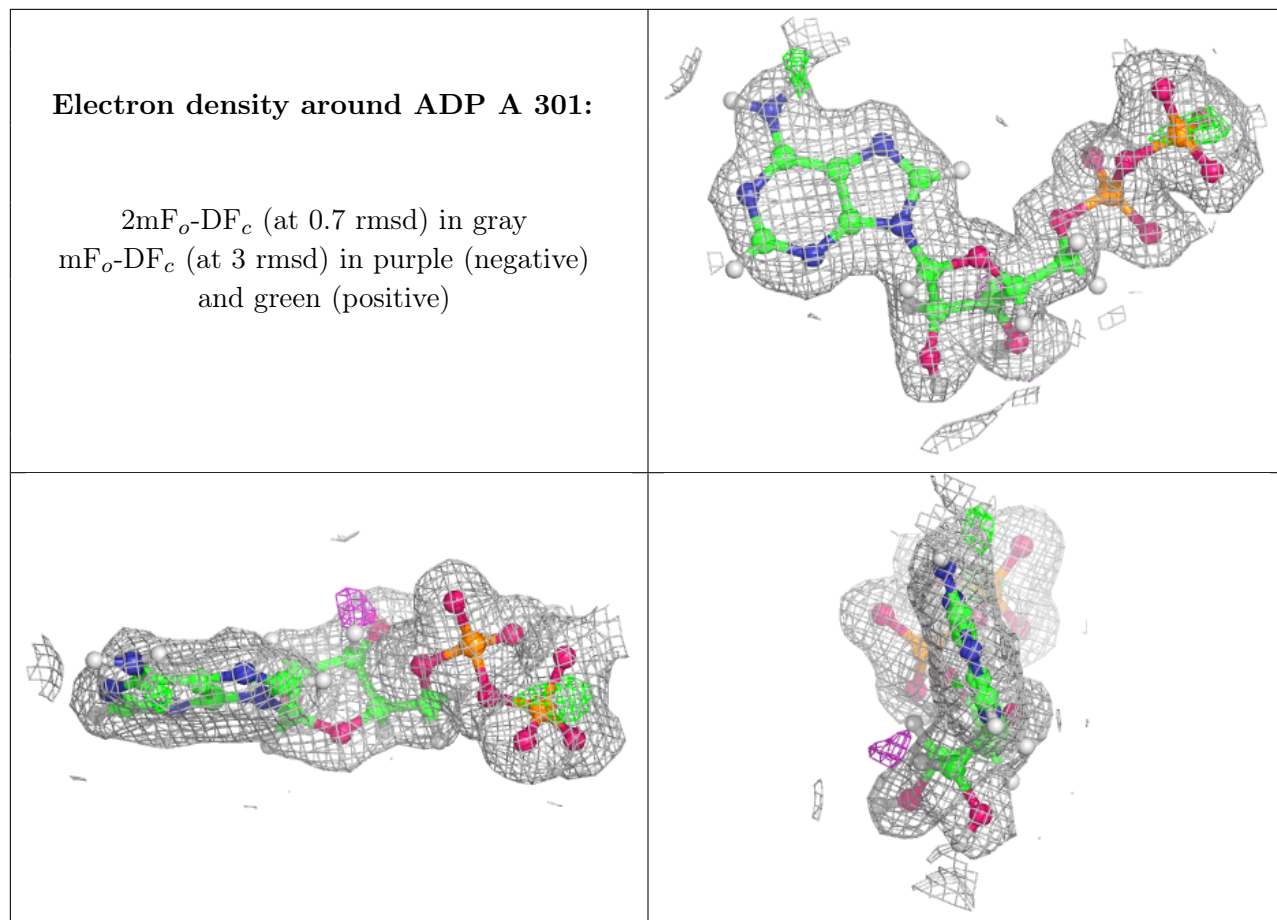 Electron density around ADP A 301:
2mFo-DFc (at 0.7 rmsd) in gray
mFo-DFc (at 3 rmsd) in purple (negative)
and green (positive)